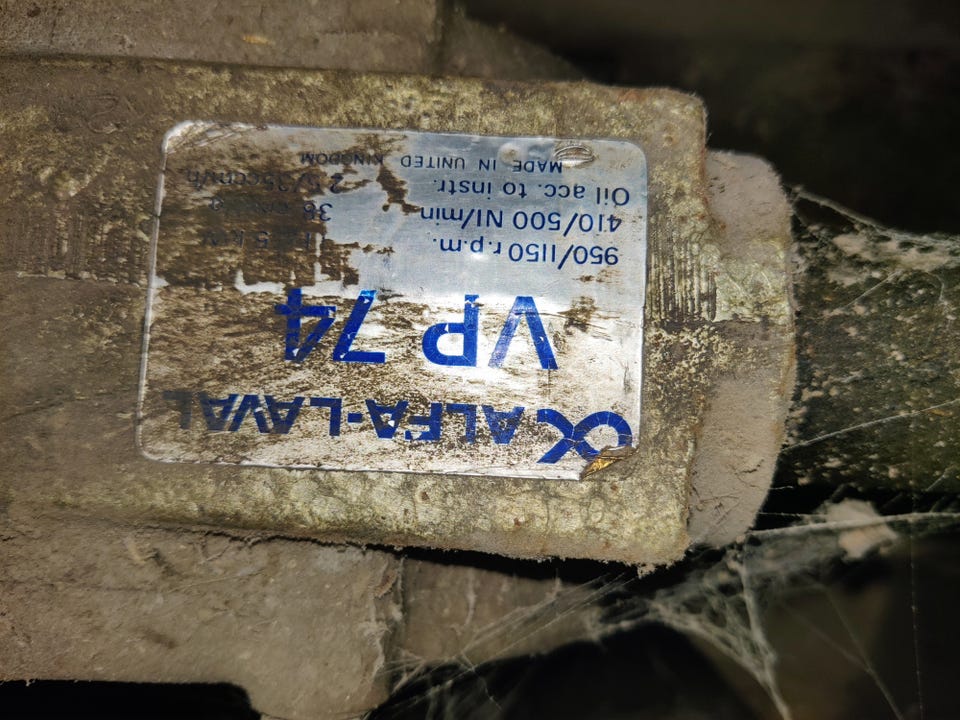 ALFA-LAVAL
VP 74
950/1150 r.p.m.
410/500 Nl/min
Oil acc. to instr.
MADE IN UNITED KINGDOM